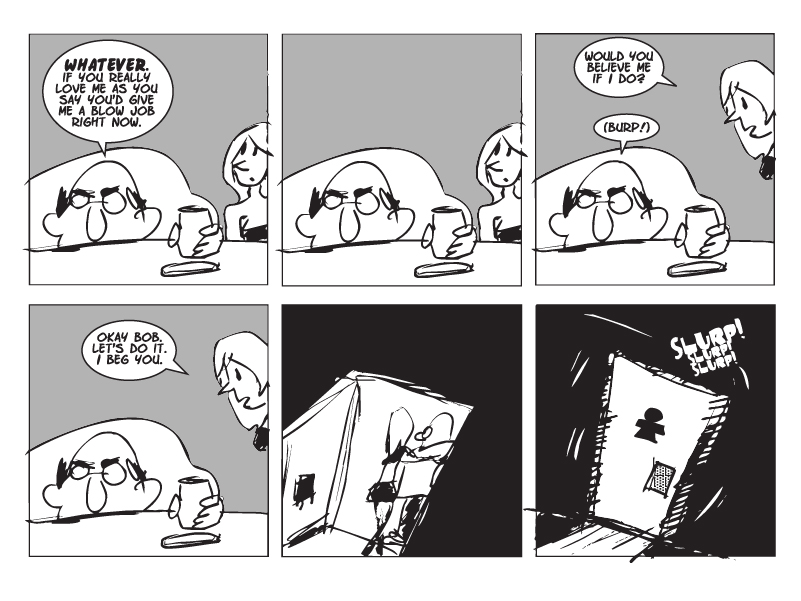 WHATEVER.
IF YOU REALLY
LOVE ME AS YOU
SAY YOU'D GIVE
ME A BLOW JOB
RIGHT NOW.
WOULD YOU
BELIEVE ME
IF I DO?
(BURP!)
OKAY BOB.
LET'S DO IT.
I BEG YOU.
SLURP!
SLURP!
SLURP!